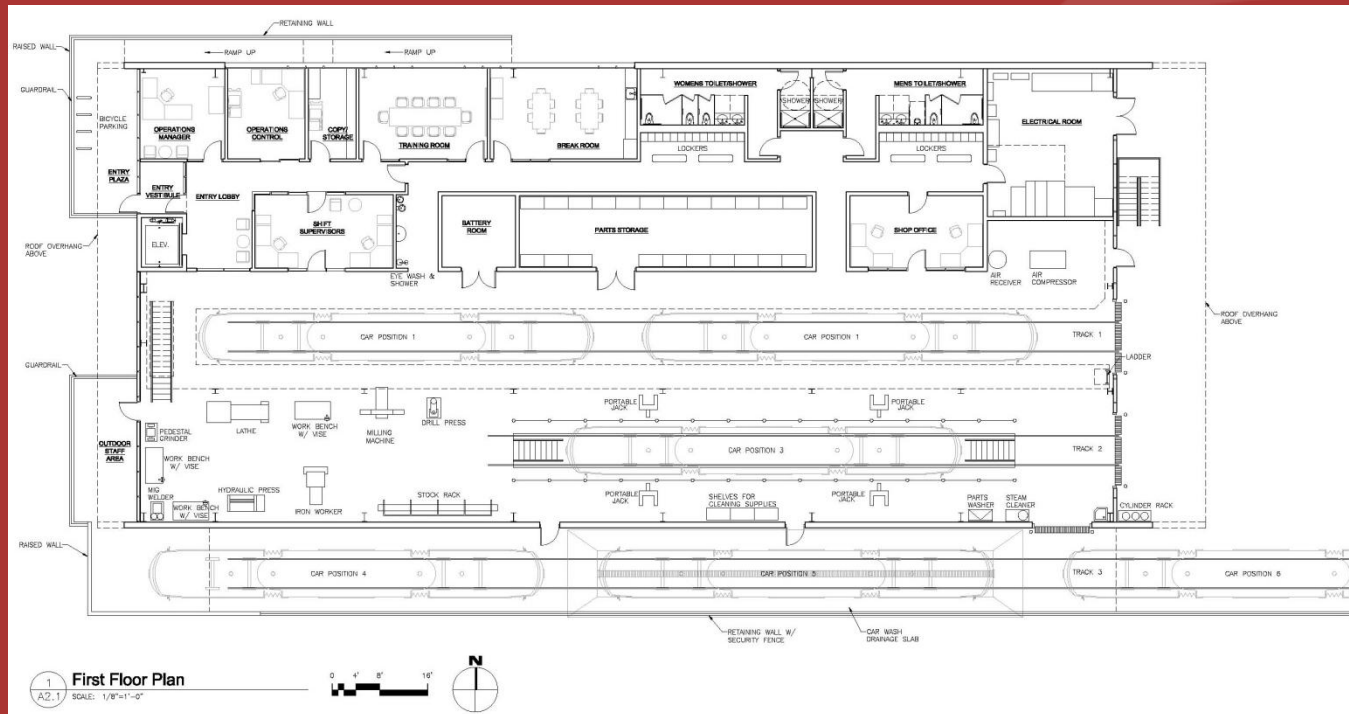 RETAINING WALL
RAISED WALL
RAMP UP
RAMP UP
GUARDRAIL
BICYCLE
PARKING
OPERATIONS
MANAGER
OPERATIONS
CONTROL
COPY/
STORAGE
TRAINING ROOM
BREAK ROOM
WOMENS TOILET/SHOWER
SHOWER
SHOWER
MENS TOILET/SHOWER
ELECTRICAL ROOM
LOCKERS
LOCKERS
ENTRY
PLAZA
ENTRY
VESTIBULE
ENTRY LOBBY
SHIFT
SUPERVISORS
BATTERY
ROOM
PARTS STORAGE
SHOP OFFICE
ELEV.
ROOF OVERHANG
ABOVE
EYE WASH &
SHOWER
AIR
RECEIVER
AIR
COMPRESSOR
ROOF OVERHANG
ABOVE
CAR POSITION 1
CAR POSITION 1
TRACK 1
LADDER
GUARDRAIL
OUTDOOR
STAFF
AREA
PEDESTAL
GRINDER
LATHE
WORK BENCH
W/ VISE
MILLING
MACHINE
DRILL PRESS
PORTABLE
JACK
PORTABLE
JACK
WORK BENCH
W/ VISE
CAR POSITION 3
TRACK 2
MIG
WELDER
WORK BENCH
W/ VISE
HYDRAULIC PRESS
IRON WORKER
STOCK RACK
PORTABLE
JACK
SHELVES FOR
CLEANING SUPPLIES
PORTABLE
JACK
PARTS
WASHER
STEAM
CLEANER
CYLINDER RACK
RAISED WALL
CAR POSITION 4
CAR POSITION 5
TRACK 3
CAR POSITION 6
RETAINING WALL W/
SECURITY FENCE
CAR WASH
DRAINAGE SLAB
1
A2.1
First Floor Plan
SCALE: 1/8"=1'-0"
0 4' 8' 16'
N